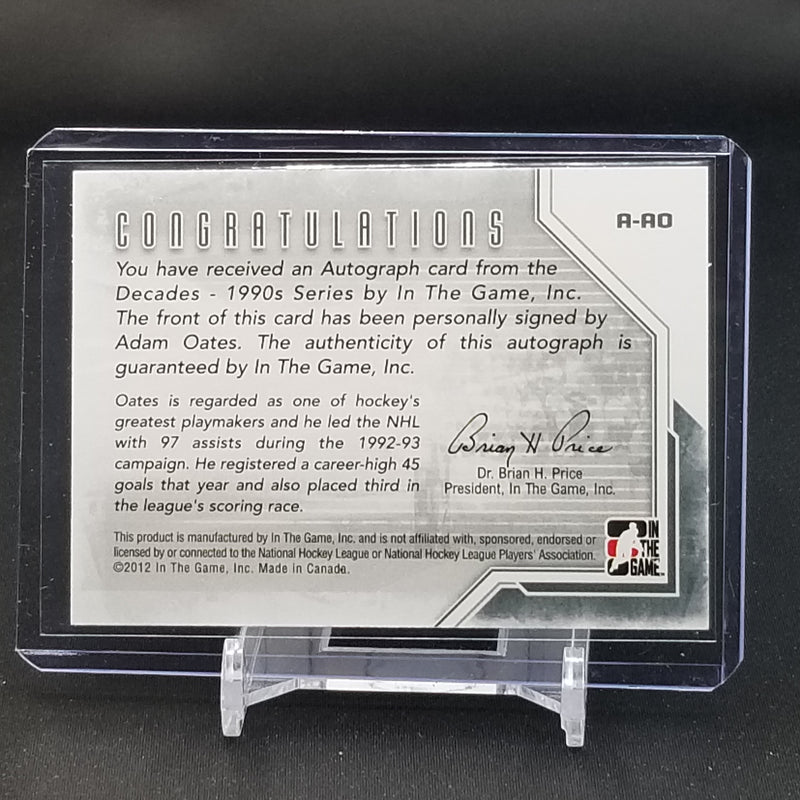 CONGRATULATIONS
A-AO
You have received an Autograph card from the
Decades - 1990s Series by In The Game, Inc.
The front of this card has been personally signed by
Adam Oates. The authenticity of this autograph is
guaranteed by In The Game, Inc.
Oates is regarded as one of hockey's
greatest playmakers and he led the NHL
with 97 assists during the 1992-93
campaign. He registered a career-high 45
goals that year and also placed third in
the league's scoring race.
Brian H Price
Dr. Brian H. Price
President, In The Game, Inc.
This product is manufactured by In The Game, Inc. and is not affiliated with, sponsored, endorsed or
licensed by or connected to the National Hockey League or National Hockey League Players' Association.
©2012 In The Game, Inc. Made in Canada.
IN
THE
GAME™